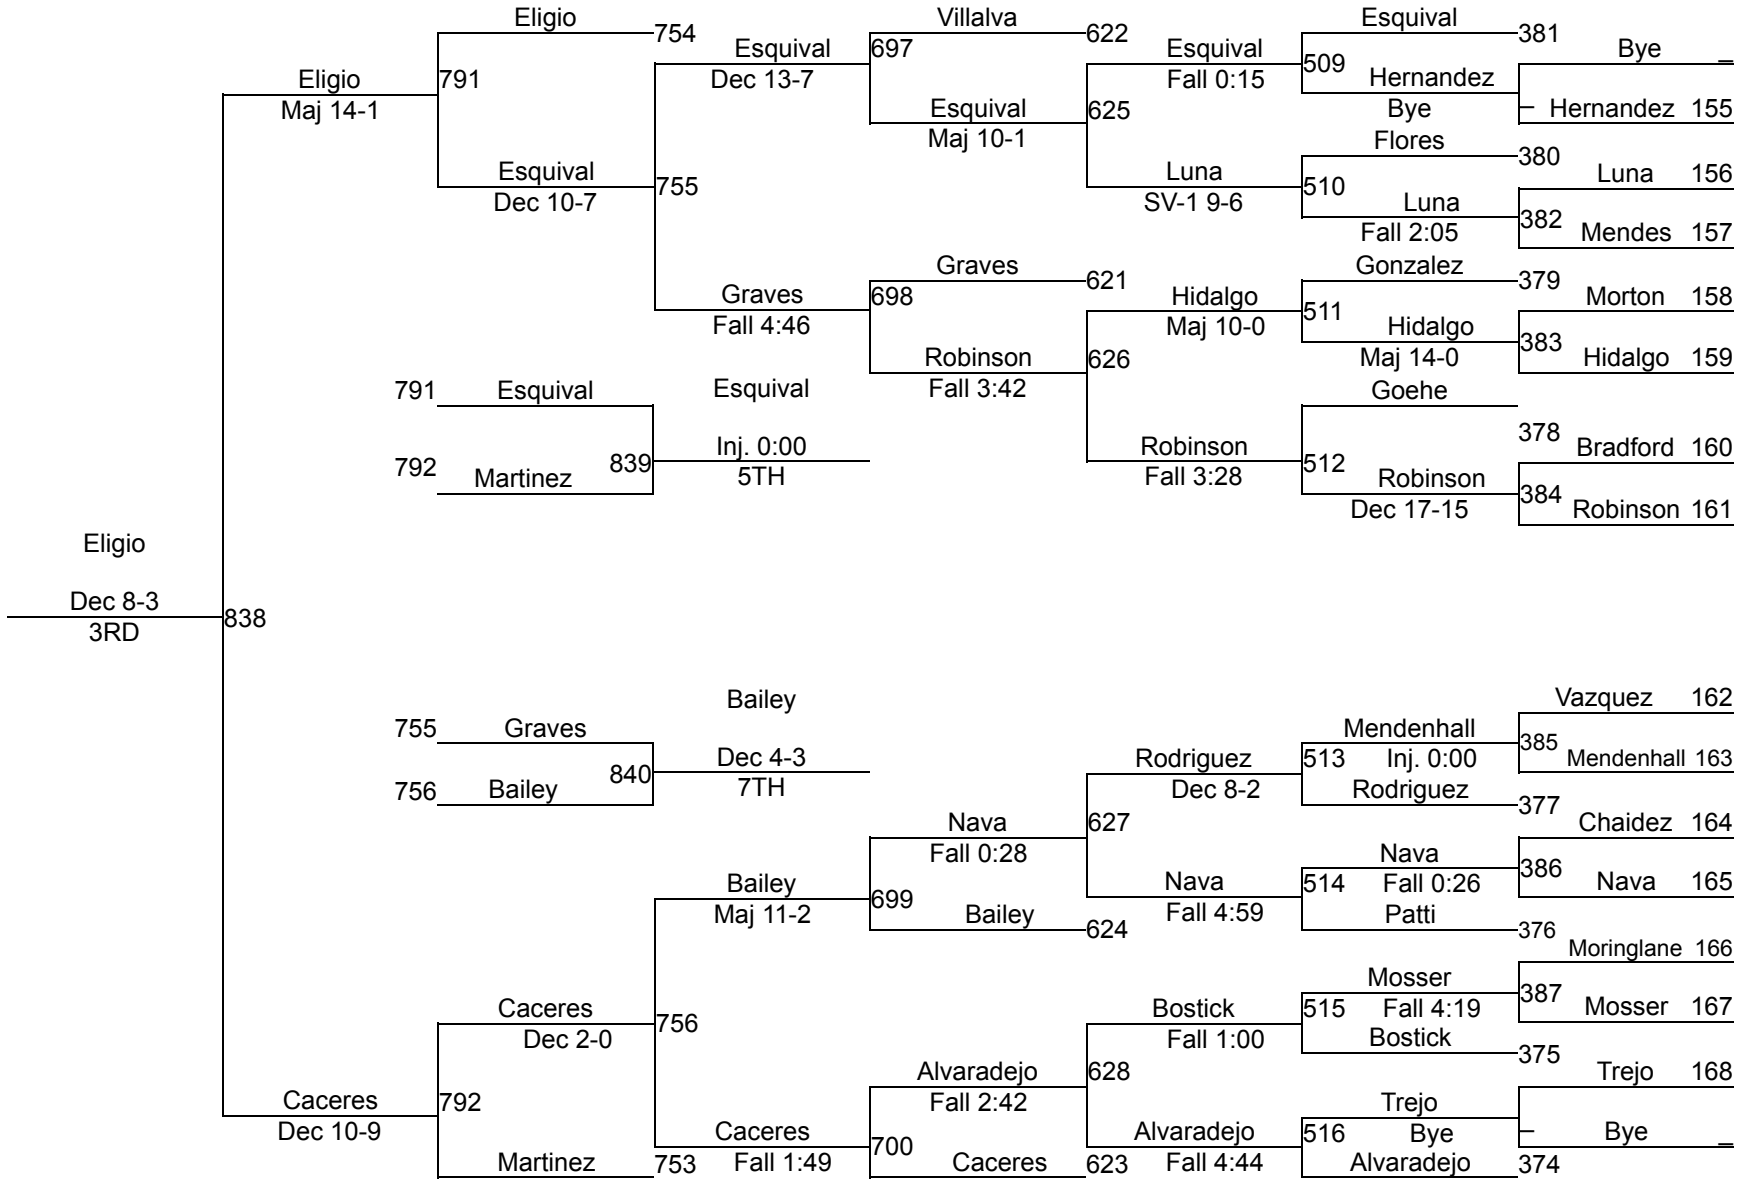 Eligio
754
Villalva
622
Esquival
381
Bye
_
Esquival
697
Esquival
509
Dec 13-7
Fall 0:15
Hernandez
Eligio
791
Esquival
625
Bye
– Hernandez 155
Maj 14-1
Maj 10-1
Flores
380
Esquival
755
Luna
510
Luna 156
Dec 10-7
SV-1 9-6
Luna
382
Fall 2:05
Mendes 157
Graves
621
Gonzalez
379
Graves
698
Hidalgo
511
Morton 158
Fall 4:46
Maj 10-0
Hidalgo
383
Robinson
626
Maj 14-0
Hidalgo 159
791
Esquival
Esquival
Fall 3:42
Goehe
378
792
Martinez
839
Inj. 0:00
5TH
Robinson
512
Bradford 160
Fall 3:28
Robinson
384
Dec 17-15
Robinson 161
Eligio
Dec 8-3
838
3RD
Bailey
Vazquez 162
755
Graves
Mendenhall
385
840
Dec 4-3
7TH
Rodriguez
513
Inj. 0:00
Mendenhall 163
756
Bailey
Dec 8-2
Rodriguez
377
Nava
627
Chaidez 164
Fall 0:28
Nava
386
Bailey
699
Nava
514
Fall 0:26
Nava 165
Maj 11-2
Bailey
624
Fall 4:59
Patti
376
Moringlane 166
Mosser
387
Caceres
756
Bostick
515
Fall 4:19
Mosser 167
Dec 2-0
Fall 1:00
Bostick
375
Alvaradejo
628
Trejo 168
Caceres
792
Fall 2:42
Trejo
Dec 10-9
Caceres
700
Alvaradejo
516
Bye
–
Bye
_
Martinez
753
Fall 1:49
Caceres
623
Fall 4:44
Alvaradejo
374